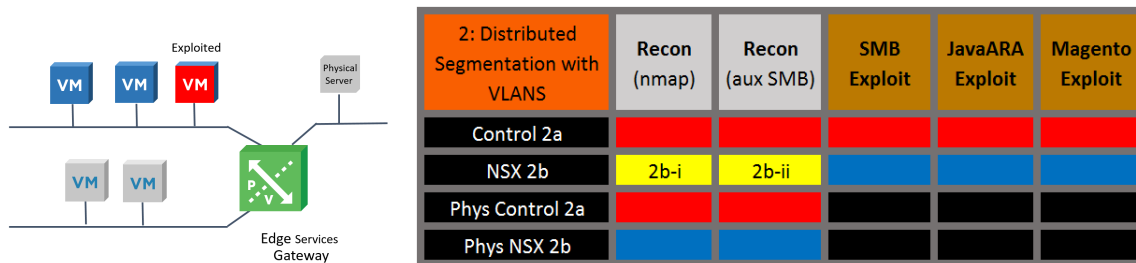 Exploited
VM
VM
VM
Physical
Server
VM
VM
P
V
Edge Services
Gateway
2: Distributed
Segmentation with
VLANS
Recon
(nmap)
Recon
(aux SMB)
SMB
Exploit
JavaARA
Exploit
Magento
Exploit
Control 2a
NSX 2b
2b-i
2b-ii
Phys Control 2a
Phys NSX 2b